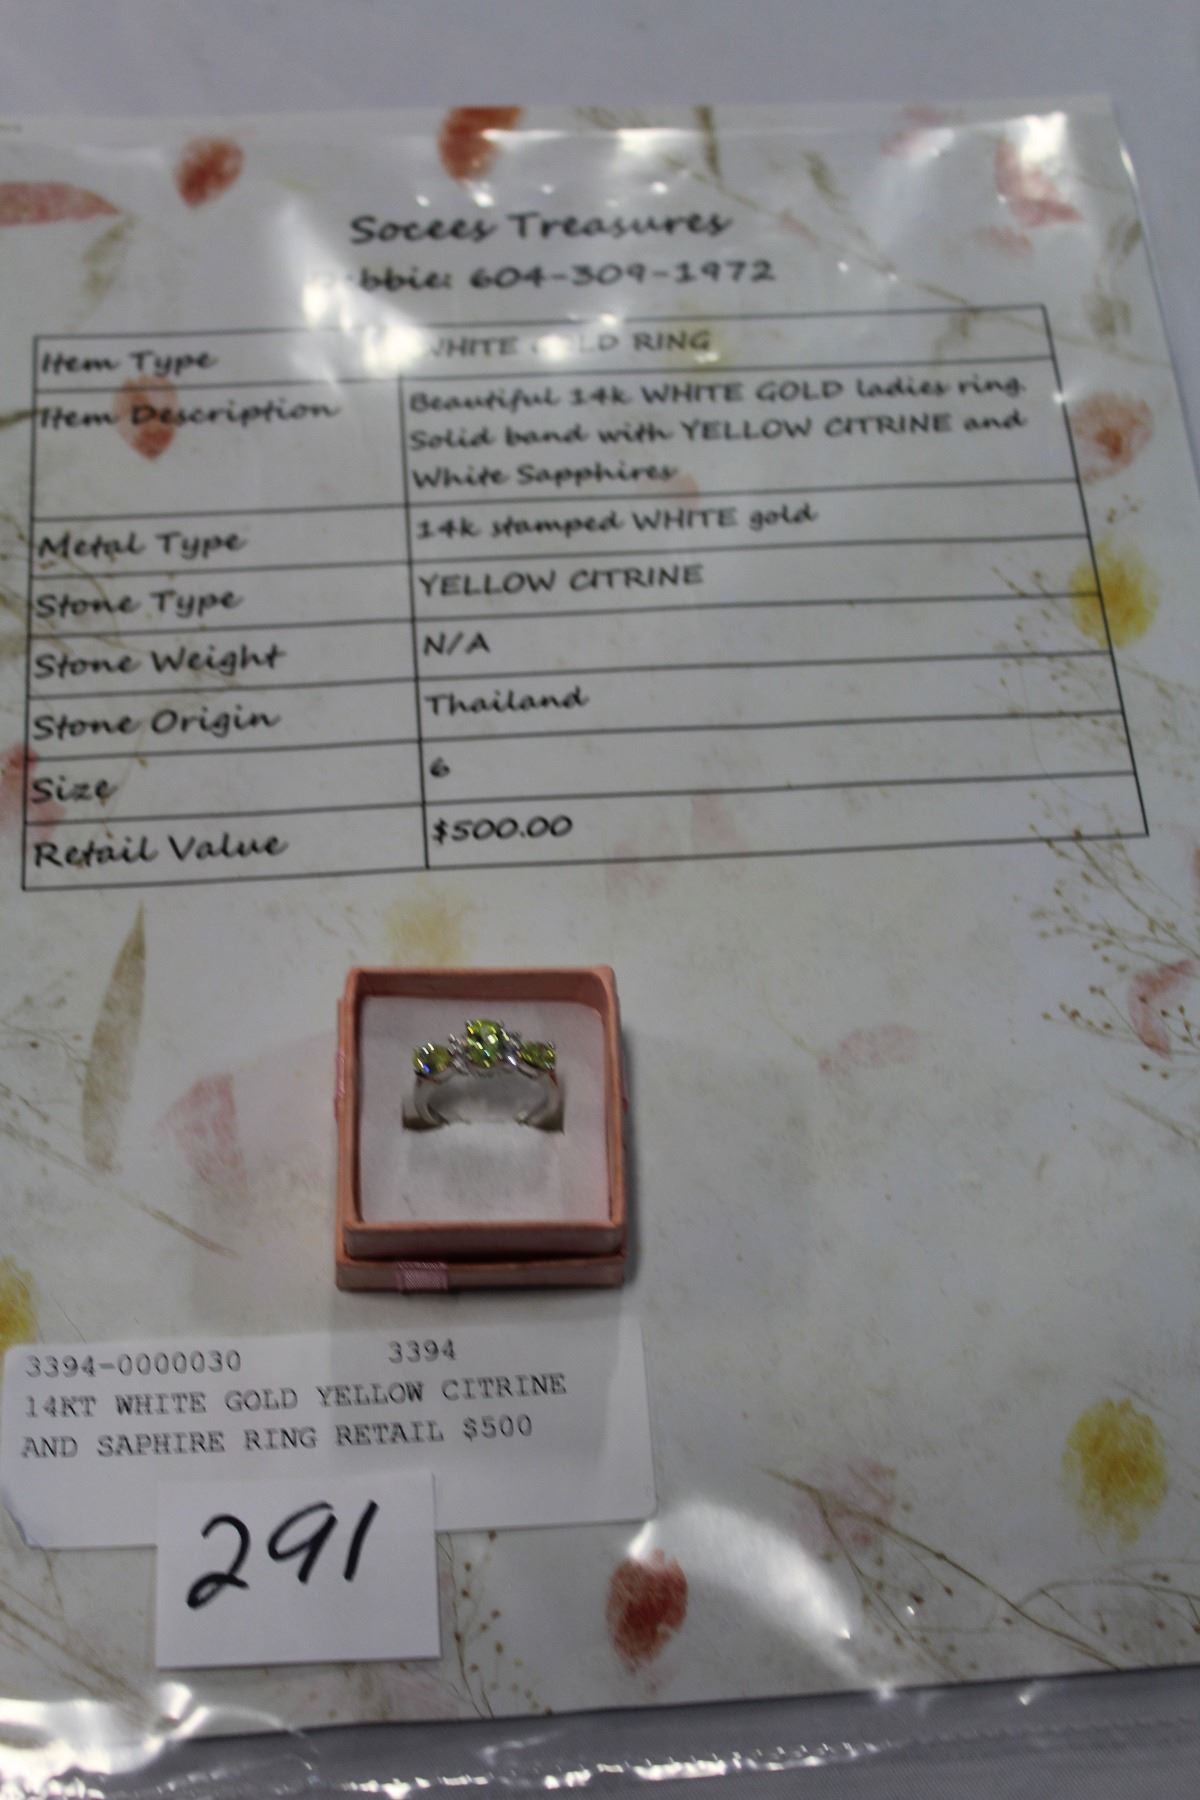 Socees Treasures
604-309-1972
Item Type RING
Item Description Beautiful 14k WHITE GOLD ladies ring.
Solid band with YELLOW CITRINE and
White Sapphires
Metal Type 14k stamped WHITE gold
Stone Type YELLOW CITRINE
Stone Weight N/A
Stone Origin Thailand
Size 6
Retail Value $500.00
3394-0000030 3394
14KT WHITE GOLD YELLOW CITRINE
AND SAPHIRE RING RETAIL $500
291